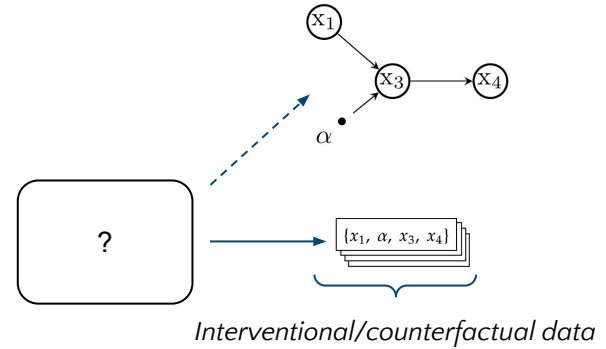 x₁
x₃
x₄
α
?
{x₁, α, x₃, x₄}
Interventional/counterfactual data